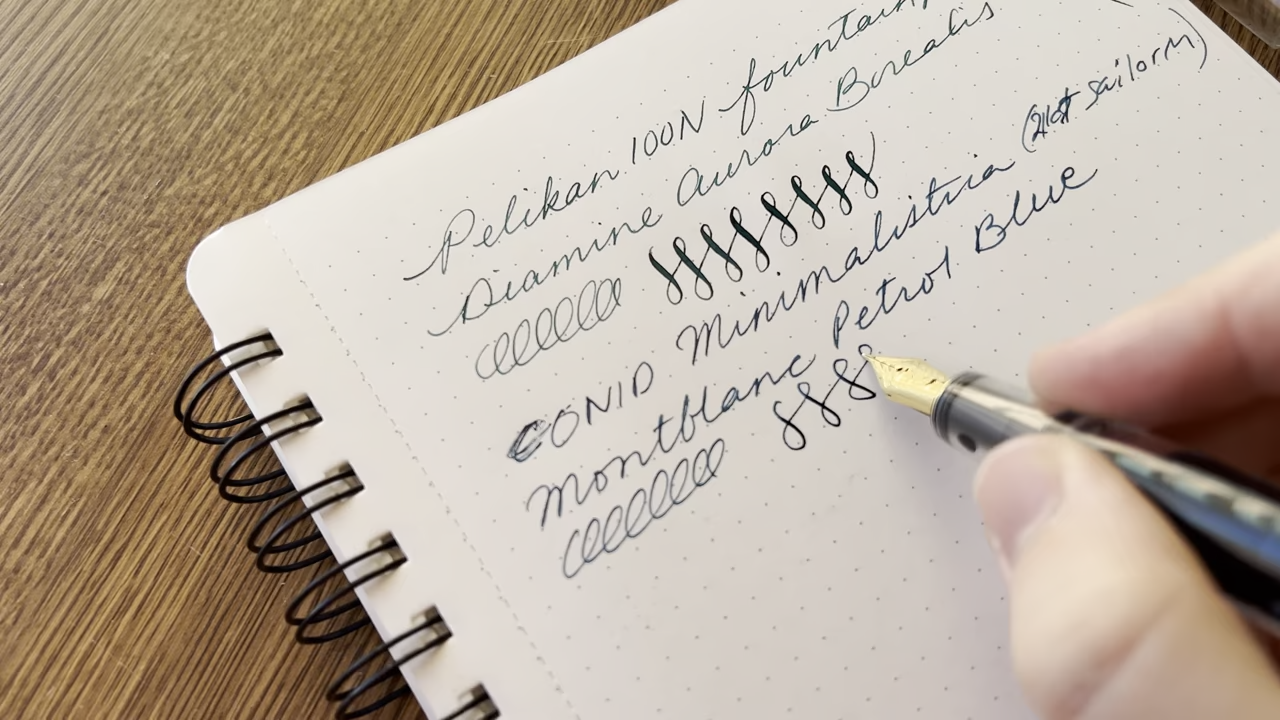 Pelikan 100N fountain
Diamine Aurora Borealis
CONID Minimalistica (21st Sailor M)
Montblanc Petrol Blue